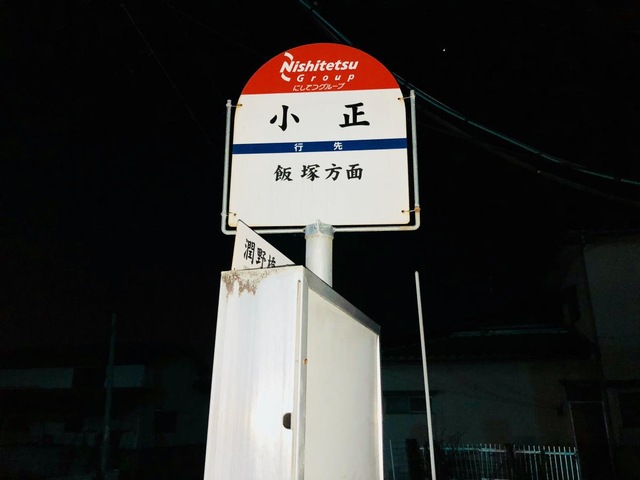 Nishitetsu
Group
にしてつグループ
小 正
行 先
飯塚方面
潤野橋